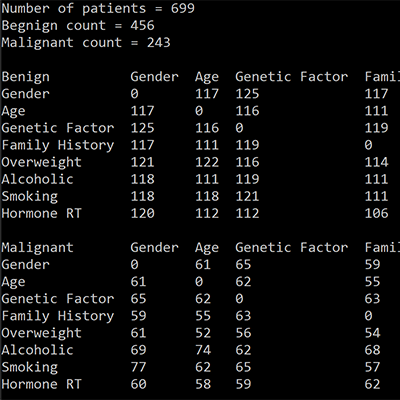 Number of patients = 699
Begnign count = 456
Malignant count = 243
Benign Gender Age Genetic Factor Famil
Gender 0 117 125 117
Age 117 0 116 111
Genetic Factor 125 116 0 119
Family History 117 111 119 0
Overweight 121 122 116 114
Alcoholic 118 111 119 111
Smoking 118 118 121 111
Hormone RT 120 112 112 106
Malignant Gender Age Genetic Factor Famil
Gender 0 61 65 59
Age 61 0 62 55
Genetic Factor 65 62 0 63
Family History 59 55 63 0
Overweight 61 52 56 54
Alcoholic 69 74 62 68
Smoking 77 62 65 57
Hormone RT 60 58 59 62